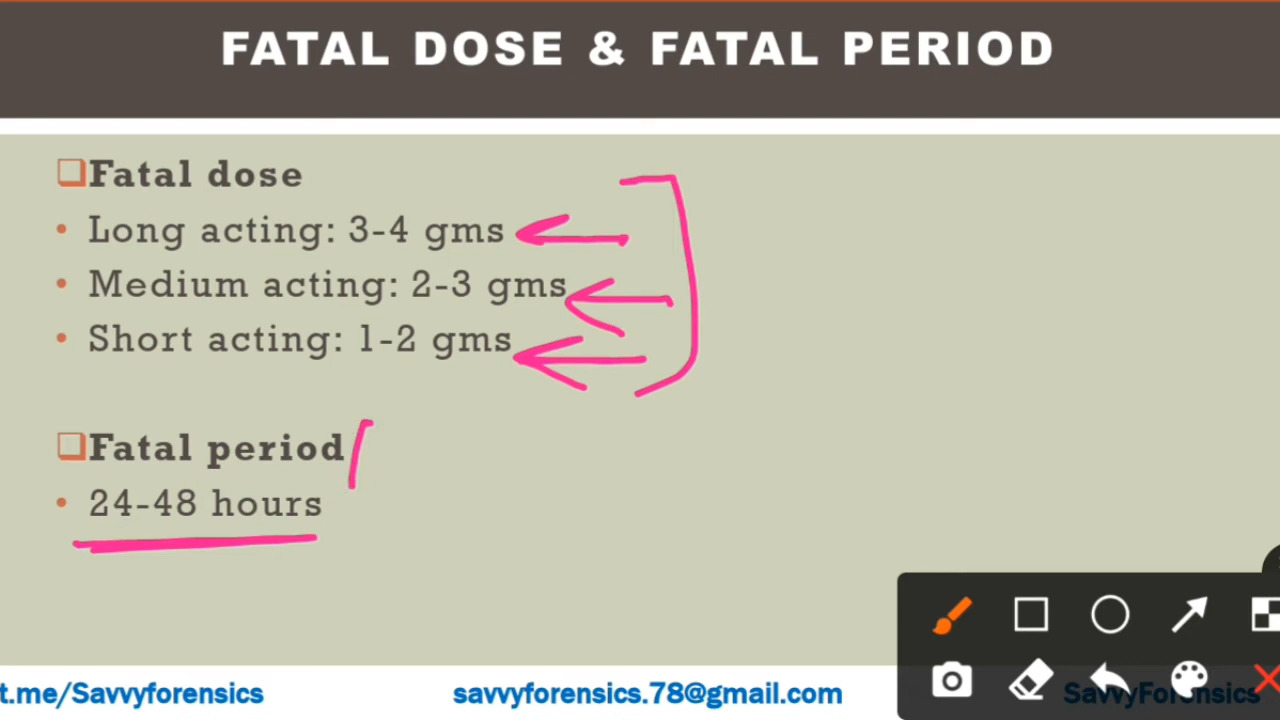 FATAL DOSE & FATAL PERIOD
Fatal dose
• Long acting: 3-4 gms
• Medium acting: 2-3 gms
• Short acting: 1-2 gms
Fatal period
• 24-48 hours
t.me/Savvyforensics savvyforensics.78@gmail.com SavvyForensics